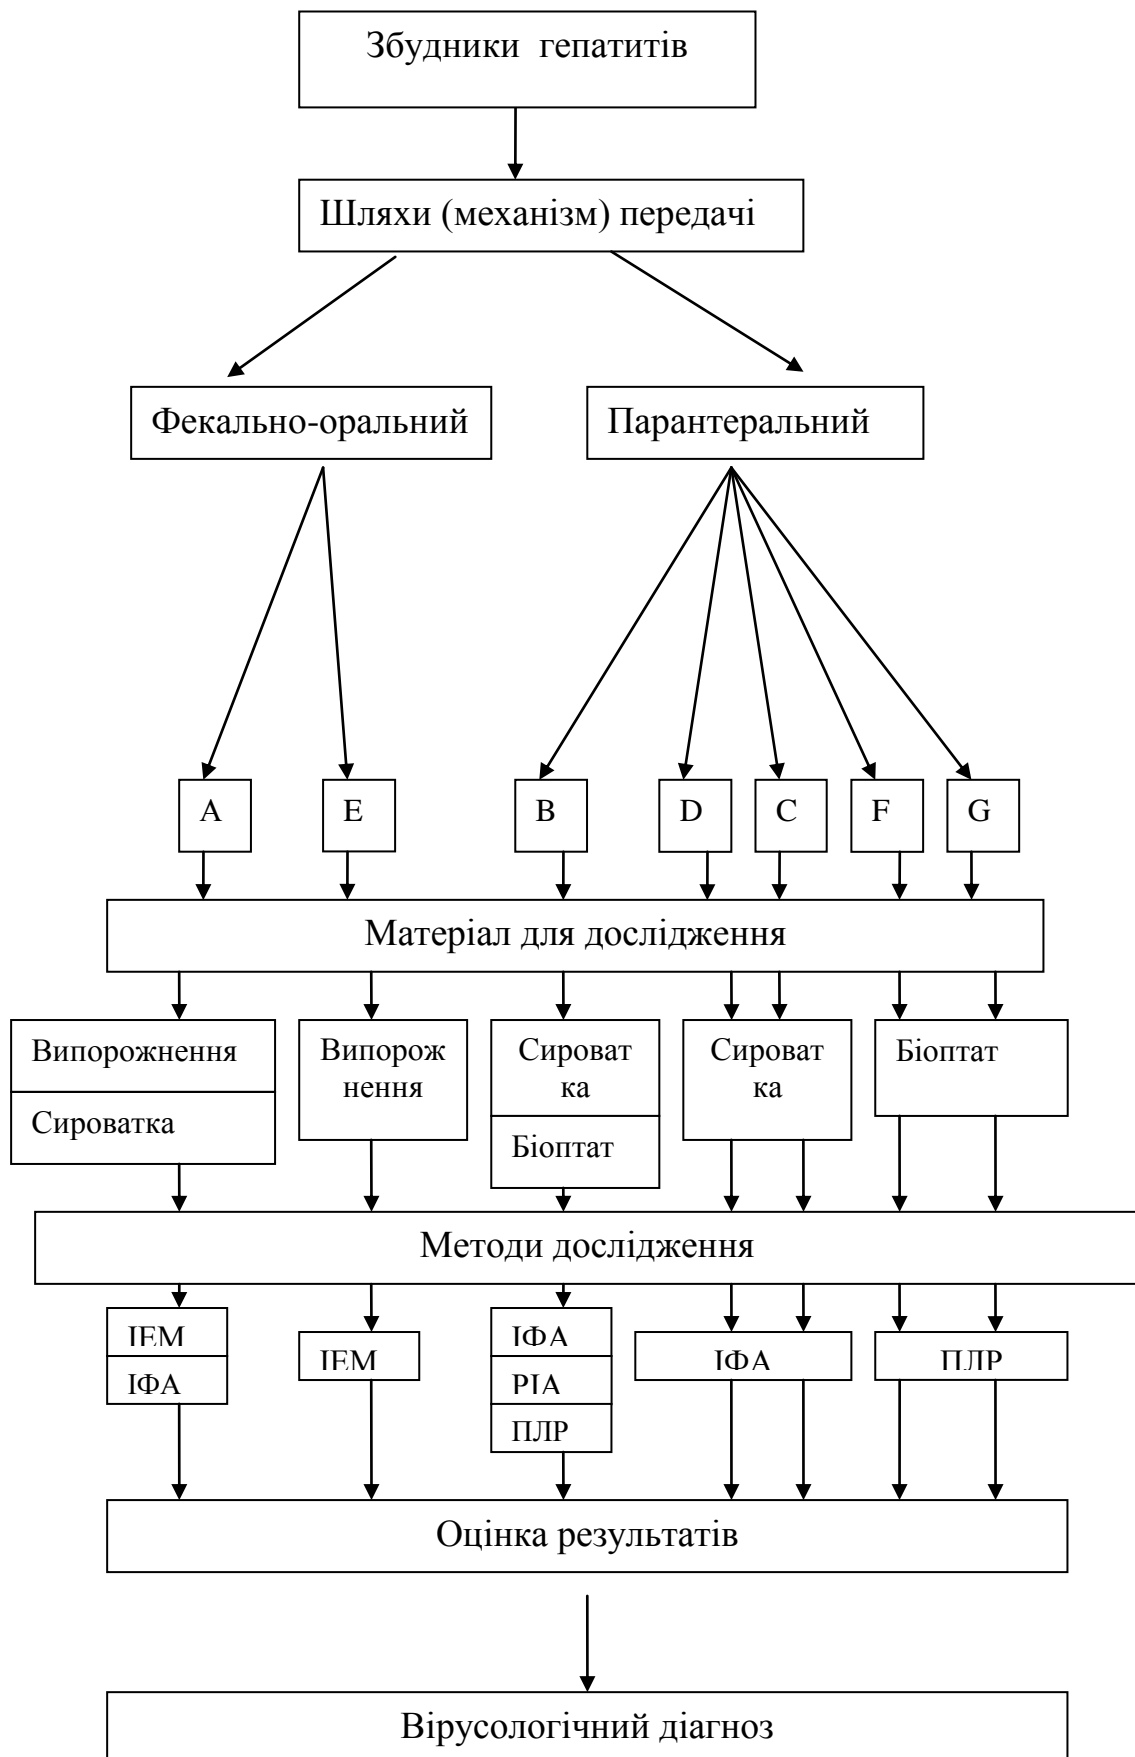 Збудники гепатитів
Шляхи (механізм) передачі
Фекально-оральний
Парантеральний
A
E
B
D
C
F
G
Матеріал для дослідження
Випорожнення
Сироватка
Випорож
нення
Сироват
ка
Біоптат
Сироват
ка
Біоптат
Методи дослідження
ІЕМ
ІФА
ІЕМ
ІФА
РІА
ПЛР
ІФА
ПЛР
Оцінка результатів
Вірусологічний діагноз